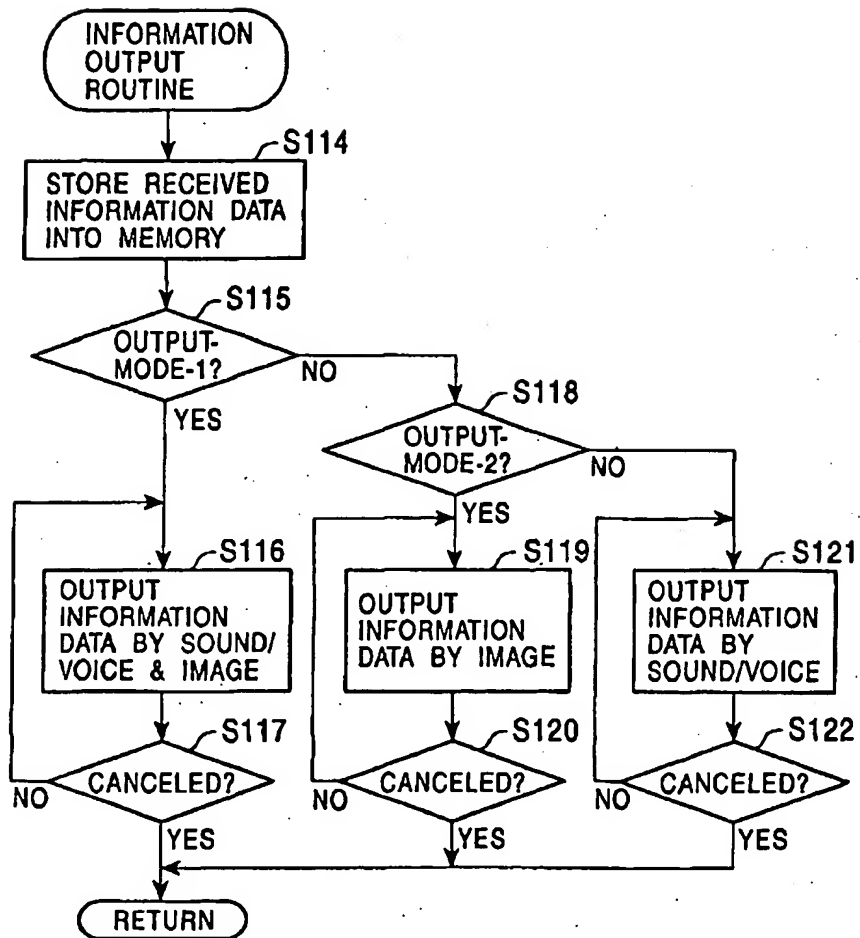 INFORMATION
OUTPUT
ROUTINE
S114
STORE RECEIVED
INFORMATION DATA
INTO MEMORY
S115
OUTPUT-
MODE-1?
NO
YES
S118
OUTPUT-
MODE-2?
NO
YES
S116
OUTPUT
INFORMATION
DATA BY SOUND/
VOICE & IMAGE
S119
OUTPUT
INFORMATION
DATA BY IMAGE
S121
OUTPUT
INFORMATION
DATA BY
SOUND/VOICE
S117
CANCELED?
NO
YES
S120
CANCELED?
NO
YES
S122
CANCELED?
NO
YES
RETURN